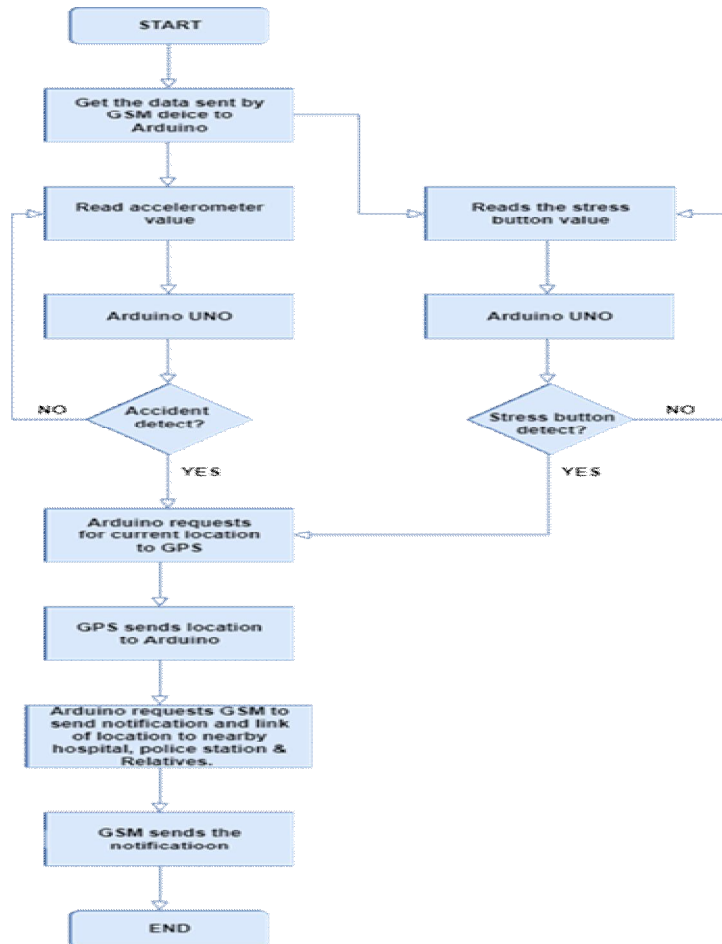 START
Get the data sent by
GSM deice to
Arduino
Read accelerometer
value
Reads the stress
button value
Arduino UNO
Arduino UNO
NO
Accident
detect?
Stress button
detect?
NO
YES
YES
Arduino requests
for current location
to GPS
GPS sends location
to Arduino
Arduino requests GSM to
send notification and link
of location to nearby
hospital, police station &
Relatives.
GSM sends the
notificatioon
END